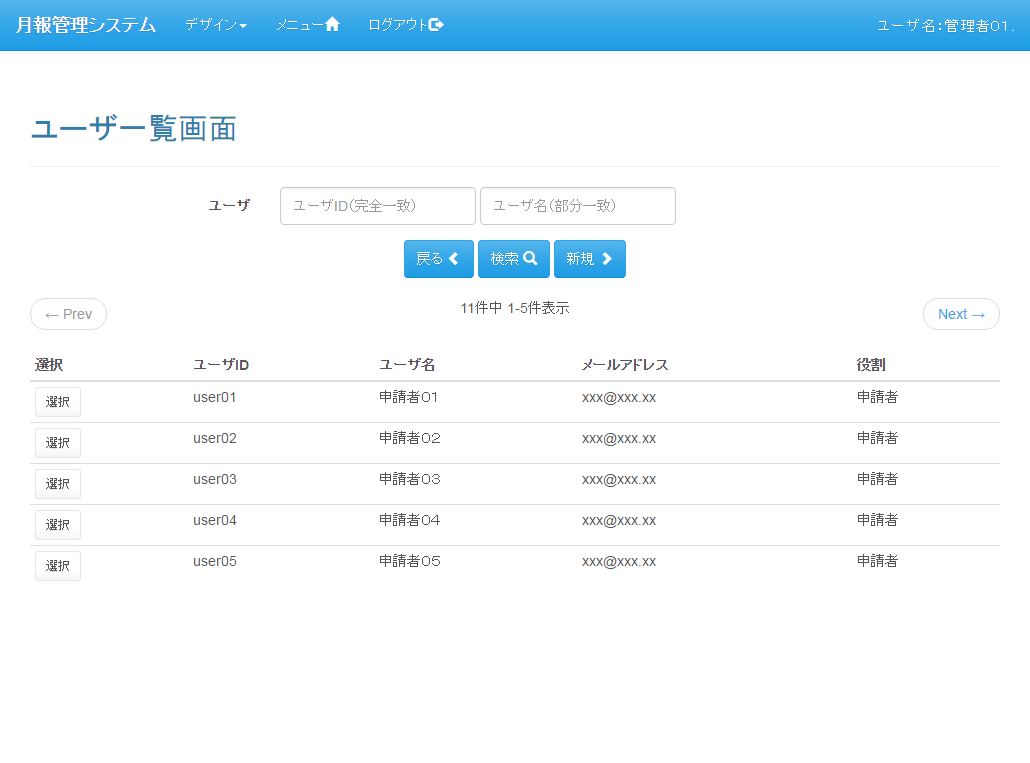 月報管理システム デザイン メニュー ログアウト ユーザ名:管理者01.
ユーザ一覧画面
ユーザ ユーザID(完全一致) ユーザ名(部分一致)
戻る 検索 新規
← Prev 11件中 1-5件表示 Next →
選択 ユーザID ユーザ名 メールアドレス 役割
選択 user01 申請者01 xxx@xxx.xx 申請者
選択 user02 申請者02 xxx@xxx.xx 申請者
選択 user03 申請者03 xxx@xxx.xx 申請者
選択 user04 申請者04 xxx@xxx.xx 申請者
選択 user05 申請者05 xxx@xxx.xx 申請者